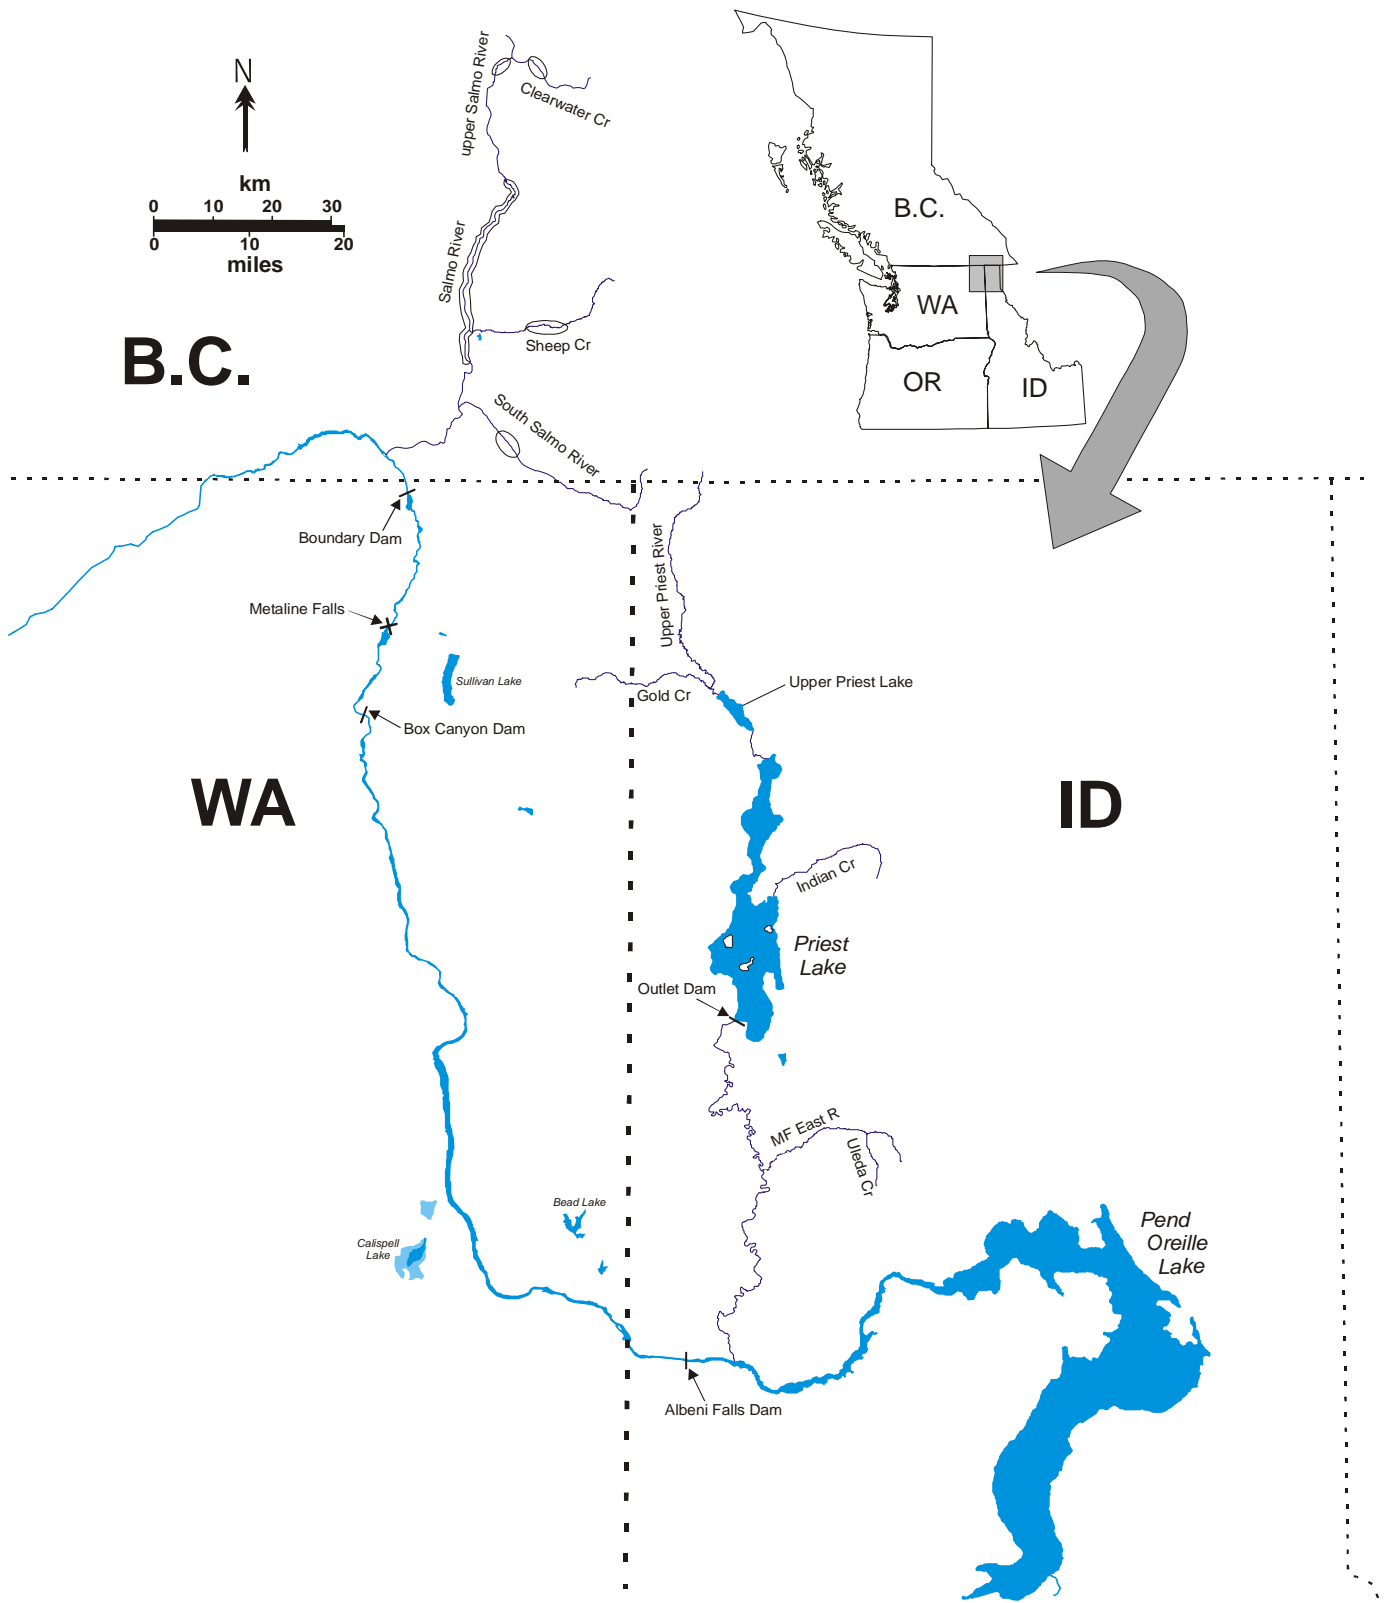 N
km
0 10 20 30
0 10 20
miles
upper Salmo River
Clearwater Cr
Salmo River
Sheep Cr
South Salmo River
B.C.
B.C.
WA
OR
ID
Boundary Dam
Metaline Falls
Sullivan Lake
Box Canyon Dam
Upper Priest River
Gold Cr
Upper Priest Lake
WA
ID
Indian Cr
Priest
Lake
Outlet Dam
MF East R
Uleda Cr
Bead Lake
Calispell
Lake
Pend
Oreille
Lake
Albeni Falls Dam